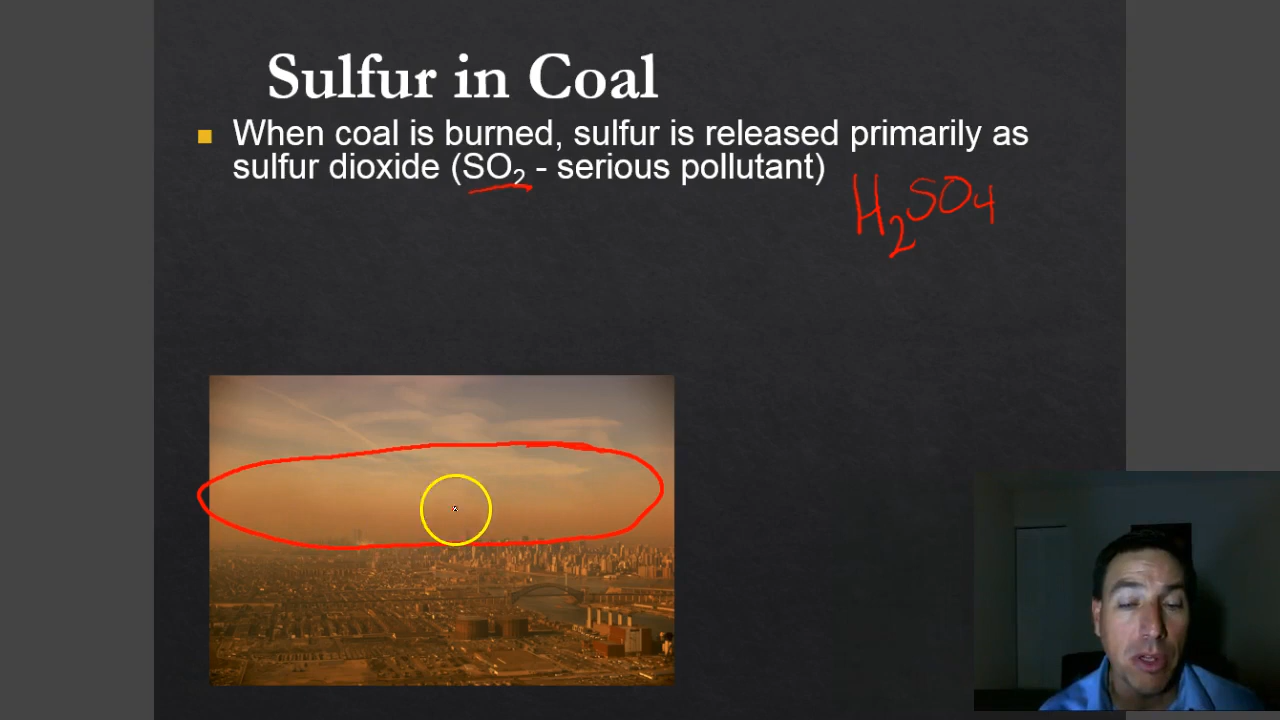 Sulfur in Coal
■ When coal is burned, sulfur is released primarily as
sulfur dioxide (SO₂ - serious pollutant)
H₂SO₄